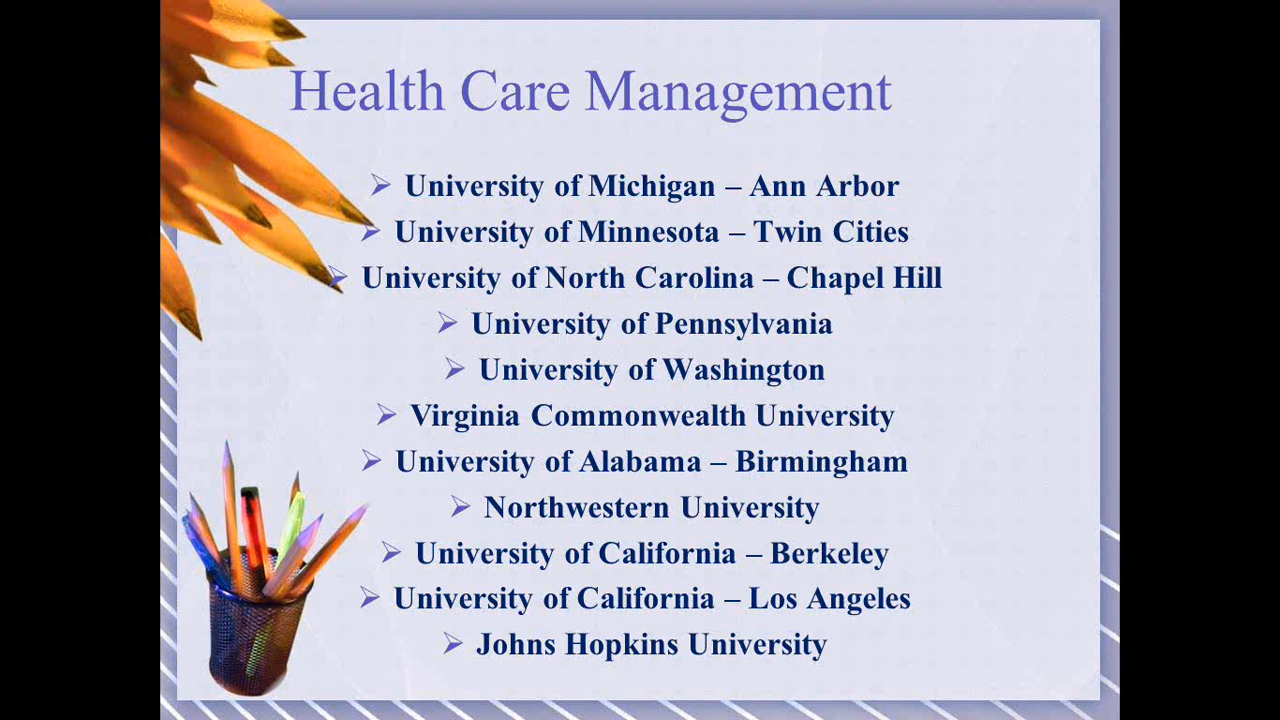 Health Care Management
➢ University of Michigan – Ann Arbor
➢ University of Minnesota – Twin Cities
➢ University of North Carolina – Chapel Hill
➢ University of Pennsylvania
➢ University of Washington
➢ Virginia Commonwealth University
➢ University of Alabama – Birmingham
➢ Northwestern University
➢ University of California – Berkeley
➢ University of California – Los Angeles
➢ Johns Hopkins University